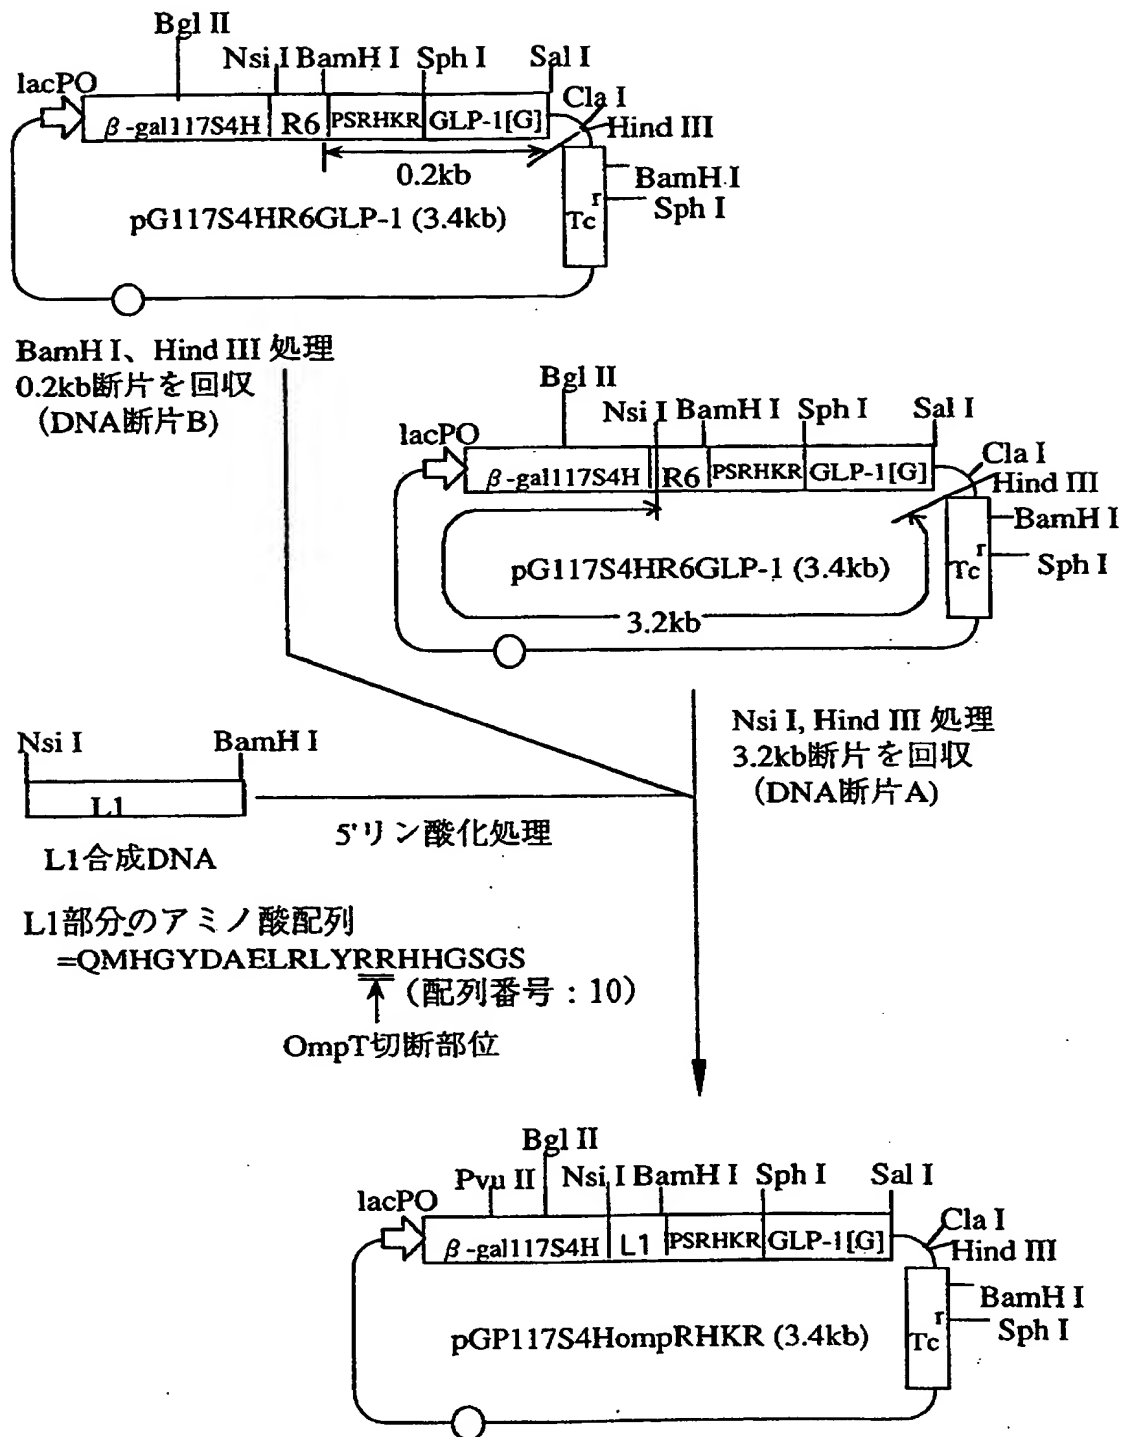 Bgl II
Nsi I BamH I Sph I Sal I
lacPO
Cla I
Hind III
β-gal117S4H R6 PSRHKR GLP-1[G]
0.2kb
BamH I
Sph I
Tc r
pG117S4HR6GLP-1 (3.4kb)
BamH I、Hind III 処理
0.2kb断片を回収
(DNA断片B)
Bgl II
Nsi I BamH I Sph I Sal I
lacPO
Cla I
Hind III
β-gal117S4H R6 PSRHKR GLP-1[G]
BamH I
Sph I
Tc r
pG117S4HR6GLP-1 (3.4kb)
3.2kb
Nsi I, Hind III 処理
3.2kb断片を回収
(DNA断片A)
Nsi I BamH I
L1
5'リン酸化処理
L1合成DNA
L1部分のアミノ酸配列
=QMHGYDAELRLYRRHHGSGS
(配列番号:10)
OmpT切断部位
Bgl II
Pvu II Nsi I BamH I Sph I Sal I
lacPO
Cla I
Hind III
β-gal117S4H L1 PSRHKR GLP-1[G]
BamH I
Sph I
Tc r
pGP117S4HompRHKR (3.4kb)